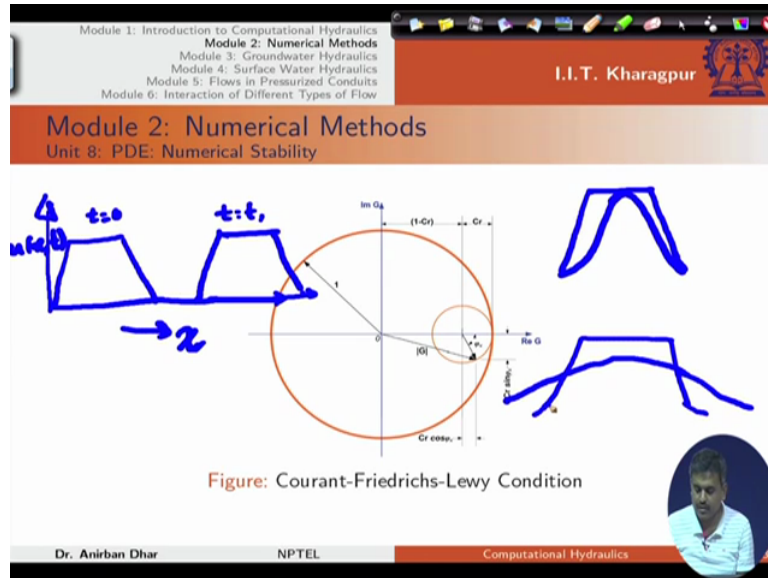 Module 1: Introduction to Computational Hydraulics
Module 2: Numerical Methods
Module 3: Groundwater Hydraulics
Module 4: Surface Water Hydraulics
Module 5: Flows in Pressurized Conduits
Module 6: Interaction of Different Types of Flow
I.I.T. Kharagpur
Module 2: Numerical Methods
Unit 8: PDE: Numerical Stability
t=0
t=t₁
x
Im G
(1-Cr)
Cr
1
0
|G|
Re G
Cr sinφᵣ
Cr cosφᵣ
Figure: Courant-Friedrichs-Lewy Condition
Dr. Anirban Dhar
NPTEL
Computational Hydraulics